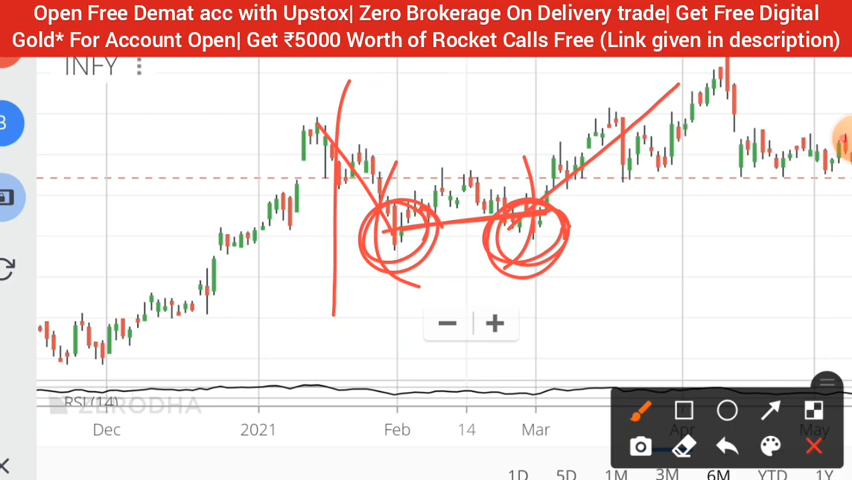 Open Free Demat acc with Upstox| Zero Brokerage On Delivery trade| Get Free Digital
Gold* For Account Open| Get ₹5000 Worth of Rocket Calls Free (Link given in description)
INFY
RSI (14)
ZERODHA
Dec 2021 Feb 14 Mar Apr May
1D 5D 1M 3M 6M YTD 1Y